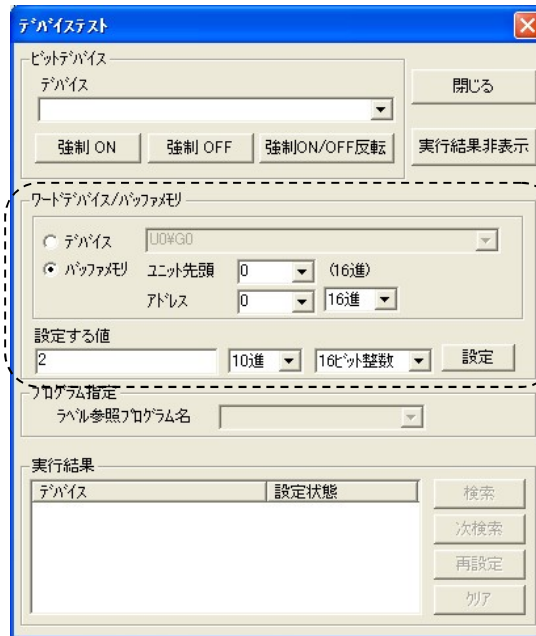 ﾃﾞﾊﾞｲｽﾃｽﾄ
ﾋﾞｯﾄﾃﾞﾊﾞｲｽ
ﾃﾞﾊﾞｲｽ
閉じる
強制 ON 強制 OFF 強制ON/OFF反転 実行結果非表示
ﾜｰﾄﾞﾃﾞﾊﾞｲｽ/ﾊﾞｯﾌｧﾒﾓﾘ
ﾃﾞﾊﾞｲｽ U0¥G0
ﾊﾞｯﾌｧﾒﾓﾘ ﾕﾆｯﾄ先頭 0 (16進)
ｱﾄﾞﾚｽ 0 16進
設定する値
2 10進 16ﾋﾞｯﾄ整数 設定
ﾌﾟﾛｸﾞﾗﾑ指定
ﾗﾍﾞﾙ参照ﾌﾟﾛｸﾞﾗﾑ名
実行結果
ﾃﾞﾊﾞｲｽ 設定状態 検索
次検索
再設定
ｸﾘｱ